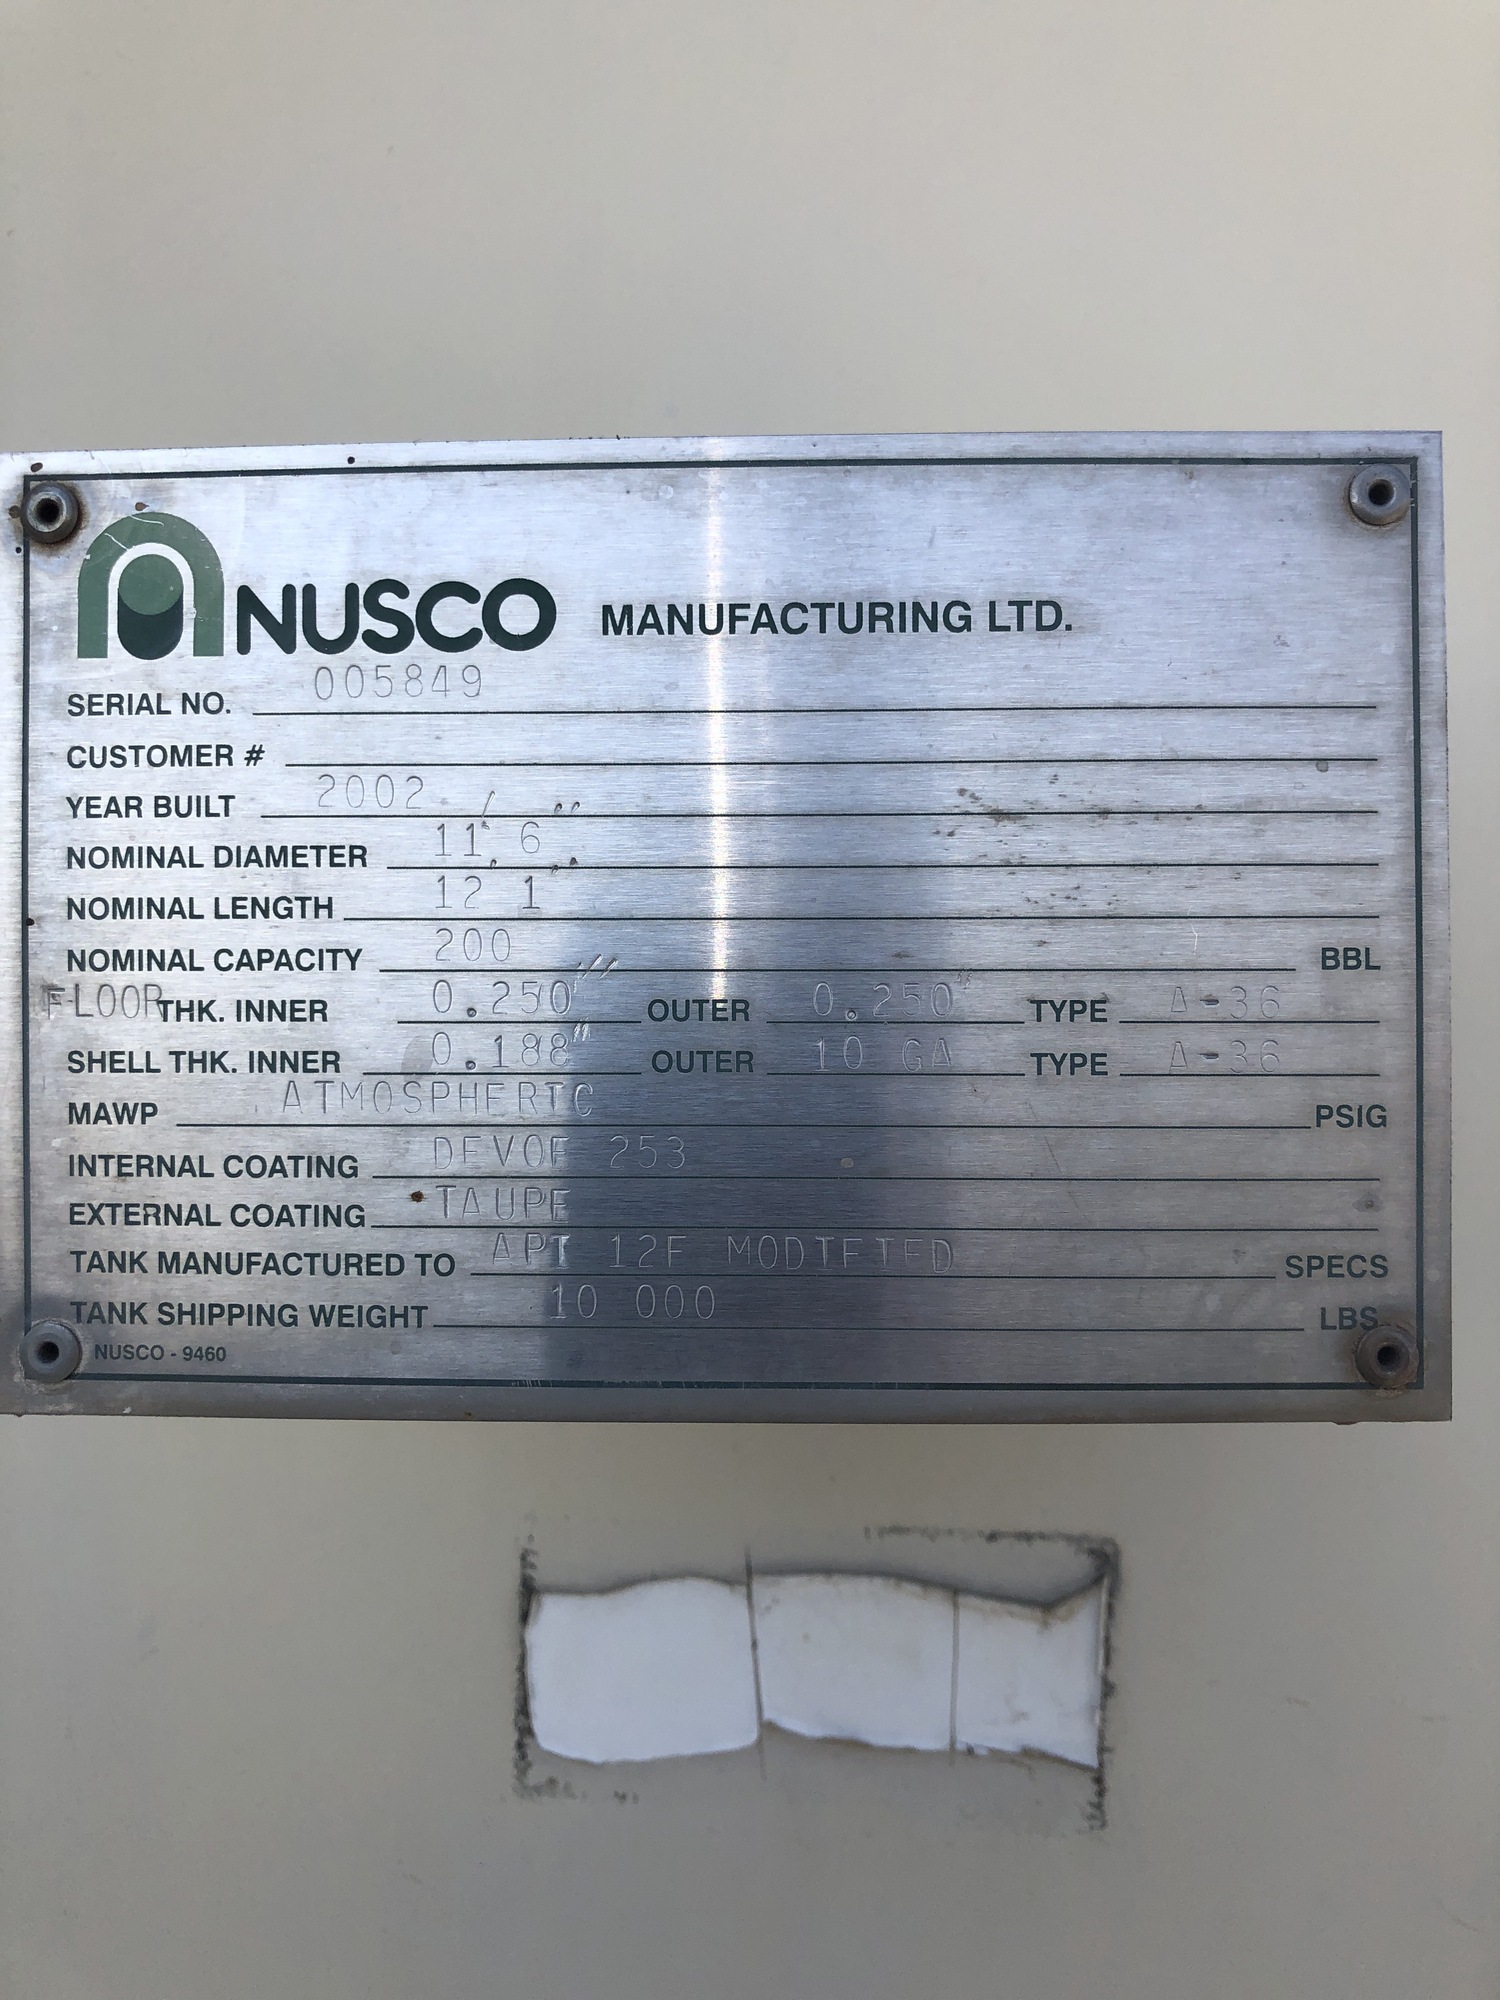 NUSCO MANUFACTURING LTD.
SERIAL NO. 005849
CUSTOMER #
YEAR BUILT 2002
NOMINAL DIAMETER 11' 6"
NOMINAL LENGTH 12' 1"
NOMINAL CAPACITY 200 BBL
FLOOR THK. INNER 0.250" OUTER 0.250" TYPE A-36
SHELL THK. INNER 0.188" OUTER 10 GA TYPE A-36
MAWP ATMOSPHERIC PSIG
INTERNAL COATING DEVOE 253
EXTERNAL COATING TAUPE
TANK MANUFACTURED TO API 12F MODIFIED SPECS
TANK SHIPPING WEIGHT 10 000 LBS.
NUSCO - 9460